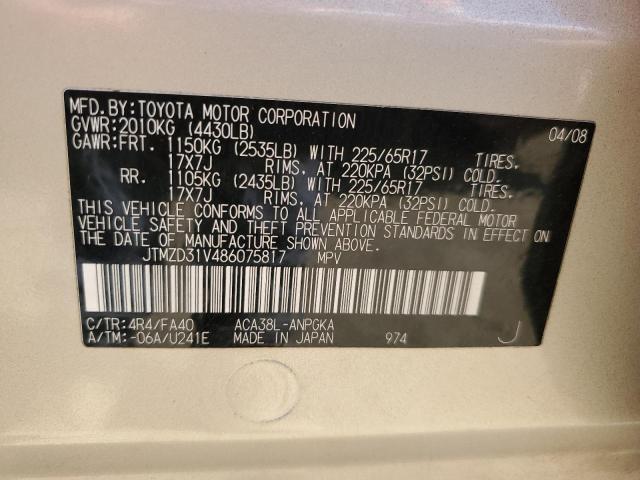 MFD.BY:TOYOTA MOTOR CORPORATION 04/08
GVWR:2010KG (4430LB)
GAWR:FRT. 1150KG (2535LB) WITH 225/65R17 TIRES.
17X7J RIMS, AT 220KPA (32PSI) COLD.
RR. 1105KG (2435LB) WITH 225/65R17 TIRES.
17X7J RIMS, AT 220KPA (32PSI) COLD.
THIS VEHICLE CONFORMS TO ALL APPLICABLE FEDERAL MOTOR
VEHICLE SAFETY AND THEFT PREVENTION STANDARDS IN EFFECT ON
THE DATE OF MANUFACTURE SHOWN ABOVE.
JTMZD31V486075817 MPV
C/TR:4R4/FA40 ACA38L-ANPGKA
A/TM:-06A/U241E MADE IN JAPAN 974 J